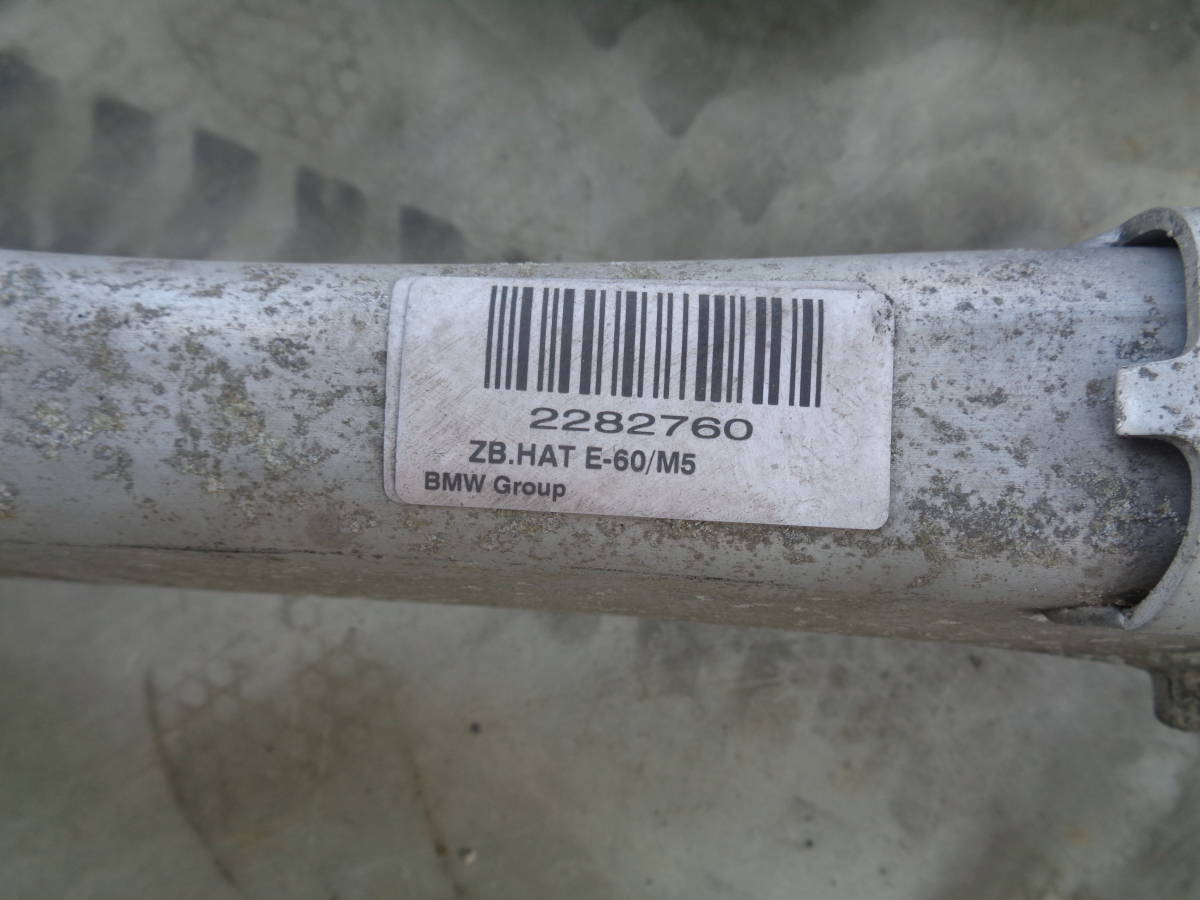 2282760
ZB.HAT E-60/M5
BMW Group